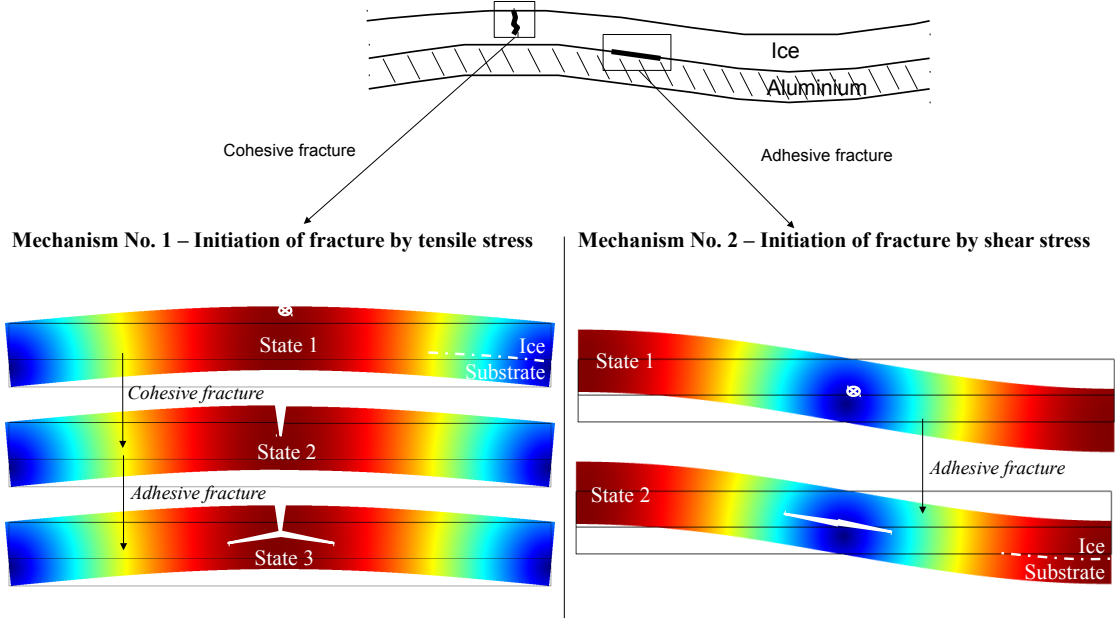 Ice
Aluminium
Cohesive fracture
Adhesive fracture
Mechanism No. 1 – Initiation of fracture by tensile stress
State 1
Ice
Substrate
Cohesive fracture
State 2
Adhesive fracture
State 3
Mechanism No. 2 – Initiation of fracture by shear stress
State 1
Adhesive fracture
State 2
Ice
Substrate